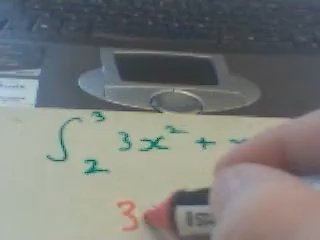 ∫₂³ 3x² +
3